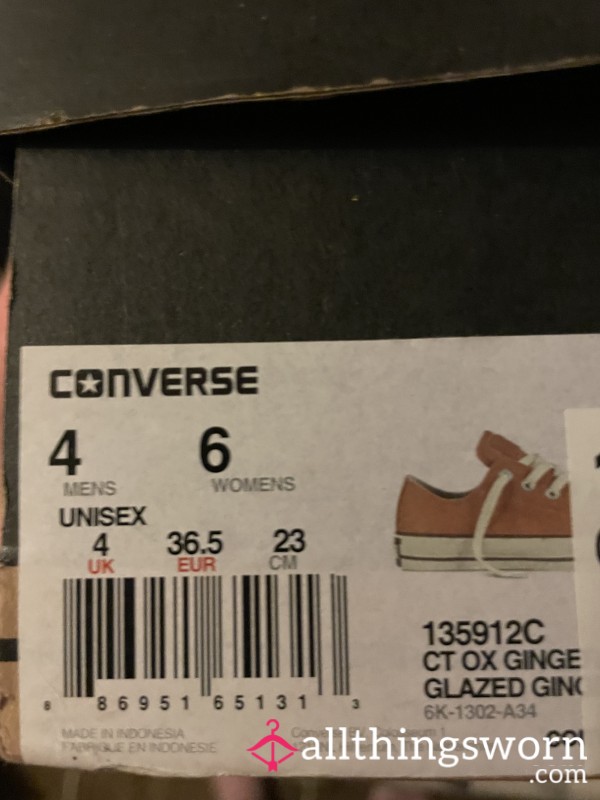 CONVERSE
4 6
MENS WOMENS
UNISEX
4 36.5 23
UK EUR CM
135912C
CT OX GINGE
GLAZED GING
6K-1302-A34
8 86951 65131 3
MADE IN INDONESIA
FABRIQUE EN INDONESIE
allthingsworn
.com